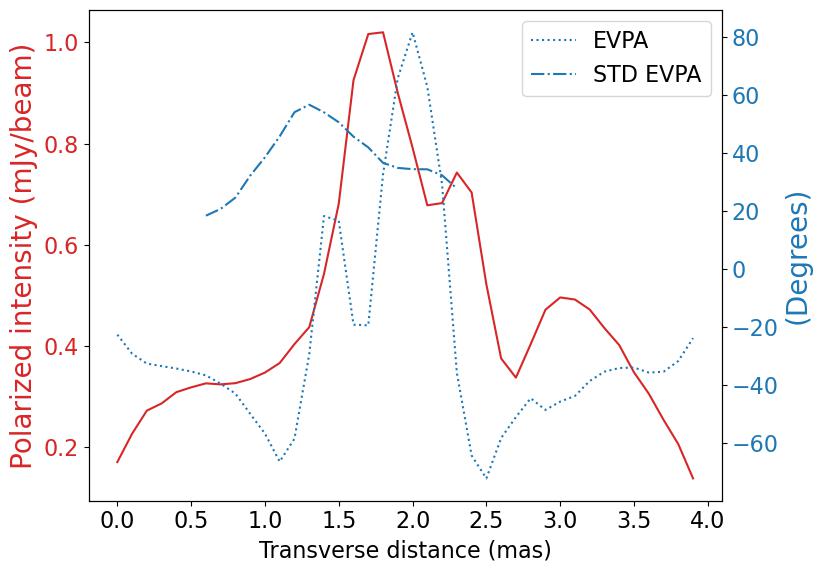 EVPA
STD EVPA
Polarized intensity (mJy/beam)
1.0
0.8
0.6
0.4
0.2
80
60
40
20
0
−20
−40
−60
(Degrees)
0.0 0.5 1.0 1.5 2.0 2.5 3.0 3.5 4.0
Transverse distance (mas)